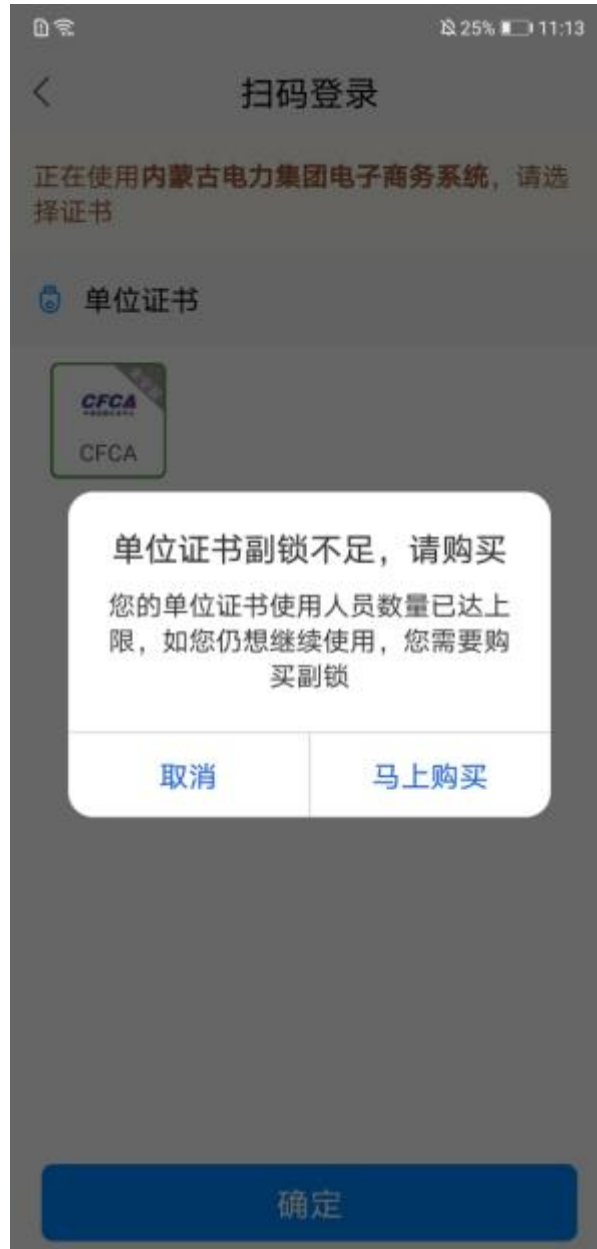 25% 11:13
扫码登录
正在使用内蒙古电力集团电子商务系统，请选
择证书
单位证书
CFCA
CFCA
单位证书副锁不足，请购买
您的单位证书使用人员数量已达上
限，如您仍想继续使用，您需要购
买副锁
取消
马上购买
确定